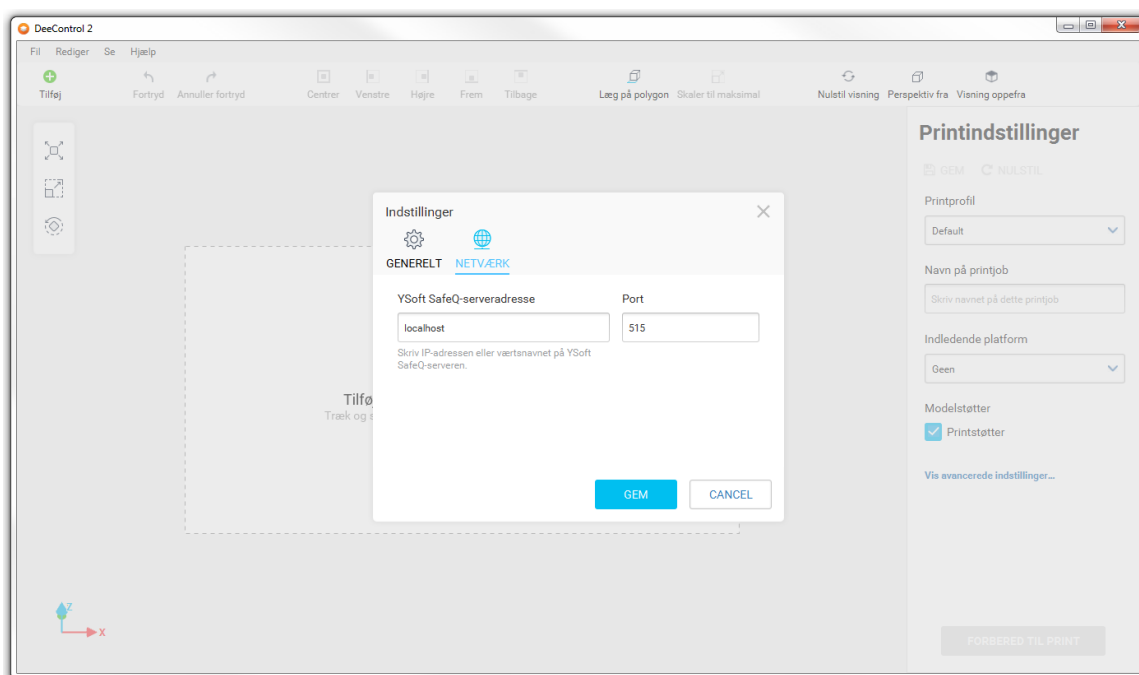 DeeControl 2
Fil Rediger Se Hjælp
Tilføj Fortryd Annuller fortryd Centrer Venstre Højre Frem Tilbage Læg på polygon Skaler til maksimal Nulstil visning Perspektiv fra Visning oppefra
Printindstillinger
GEM NULSTIL
Printprofil
Default
Navn på printjob
Skriv navnet på dette printjob
Indledende platform
Geen
Modelstøtter
Printstøtter
Vis avancerede indstillinger...
FORBERED TIL PRINT
Indstillinger
GENERELT NETVÆRK
YSoft SafeQ-serveradresse Port
localhost 515
Skriv IP-adressen eller værtsnavnet på YSoft
SafeQ-serveren.
GEM CANCEL
Tilfø
Træk og s
Z
X